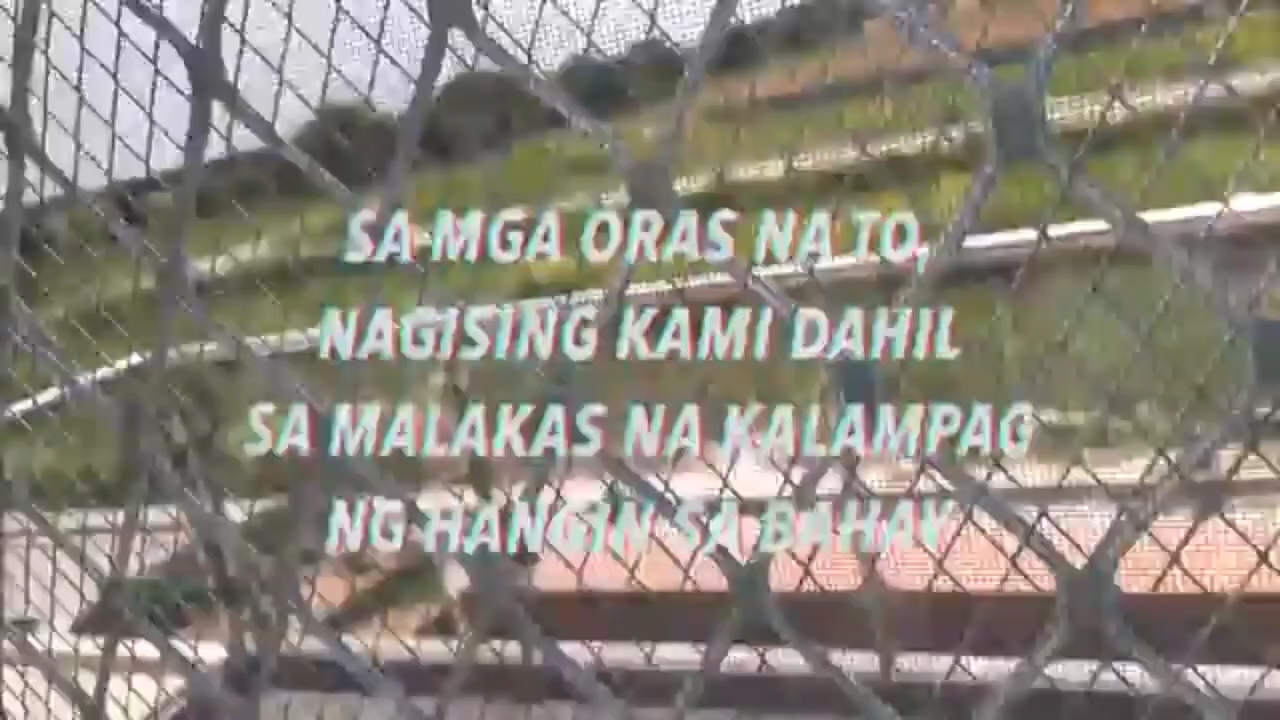 SA MGA ORAS NA TO,
NAGISING KAMI DAHIL
SA MALAKAS NA KALAMPAG
NG HANGIN SA BAHAY